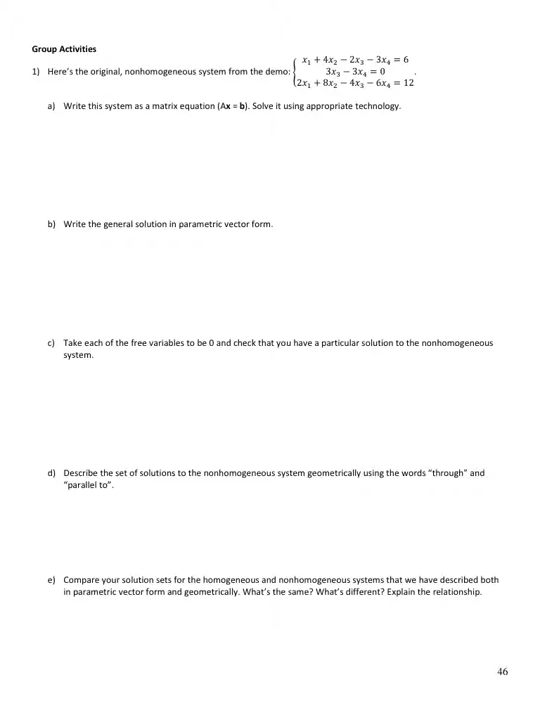 Group Activities
1) Here's the original, nonhomogeneous system from the demo: { x₁ + 4x₂ − 2x₃ − 3x₄ = 6
3x₃ − 3x₄ = 0
2x₁ + 8x₂ − 4x₃ − 6x₄ = 12 .
a) Write this system as a matrix equation (Ax = b). Solve it using appropriate technology.
b) Write the general solution in parametric vector form.
c) Take each of the free variables to be 0 and check that you have a particular solution to the nonhomogeneous
system.
d) Describe the set of solutions to the nonhomogeneous system geometrically using the words “through” and
“parallel to”.
e) Compare your solution sets for the homogeneous and nonhomogeneous systems that we have described both
in parametric vector form and geometrically. What's the same? What's different? Explain the relationship.
46